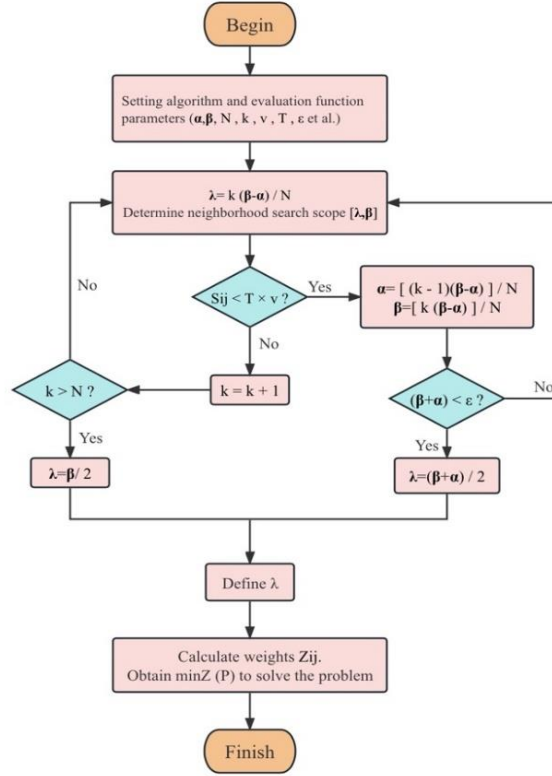 Begin
Setting algorithm and evaluation function
parameters (α,β, N , k , v , T , ε et al.)
λ= k (β-α) / N
Determine neighborhood search scope [λ,β]
No
Sij < T × v ?
Yes
α= [ (k - 1)(β-α) ] / N
β=[ k (β-α) ] / N
No
k > N ?
k = k + 1
(β+α) < ε ?
No
Yes
Yes
λ=β/ 2
λ=(β+α) / 2
Define λ
Calculate weights Zij.
Obtain minZ (P) to solve the problem
Finish